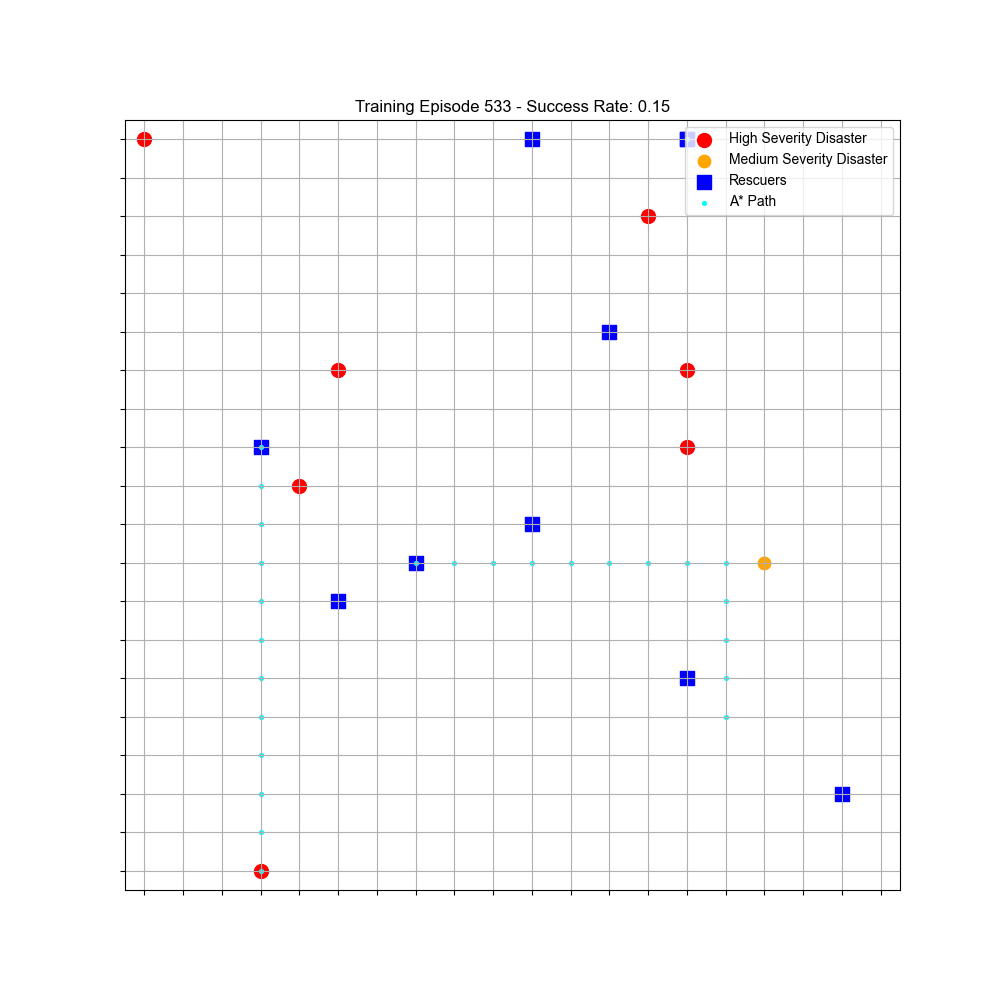 Training Episode 533 - Success Rate: 0.15
High Severity Disaster
Medium Severity Disaster
Rescuers
A* Path